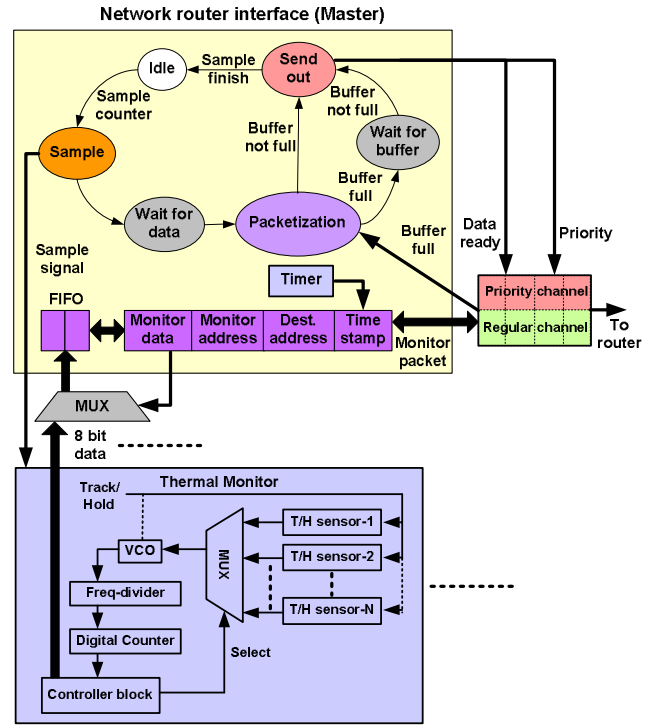 Network router interface (Master)
Idle
Sample
finish
Send
out
Sample
counter
Buffer
not full
Buffer
not full
Wait for
buffer
Sample
Wait for
data
Packetization
Buffer
full
Buffer
full
Data
ready
Priority
Sample
signal
Timer
FIFO
Monitor
data
Monitor
address
Dest.
address
Time
stamp
Monitor
packet
Priority channel
Regular channel
To
router
MUX
8 bit
data
Thermal Monitor
Track/
Hold
VCO
MUX
T/H sensor-1
T/H sensor-2
T/H sensor-N
Freq-divider
Digital Counter
Select
Controller block